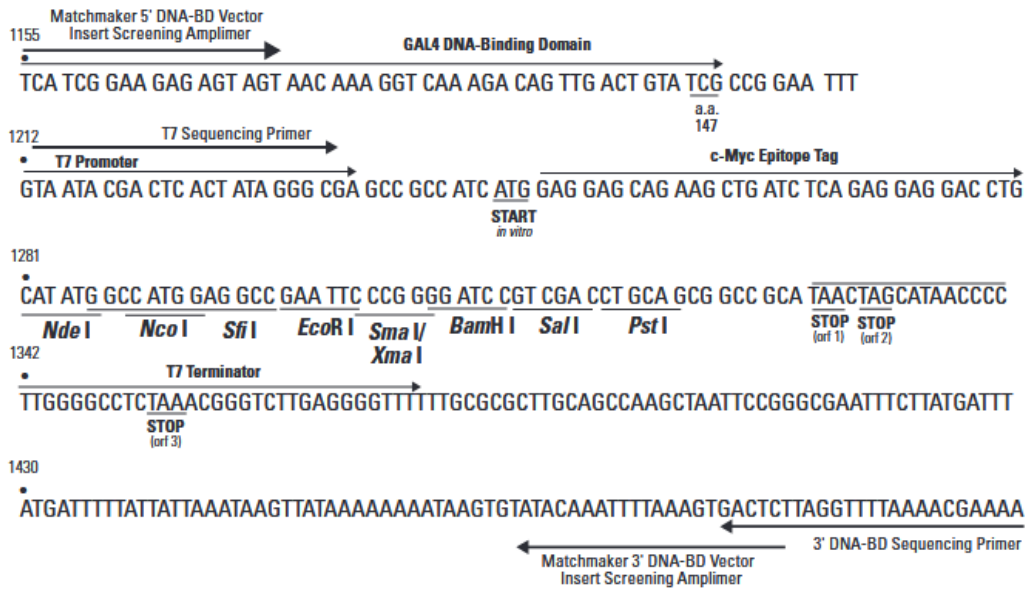 Matchmaker 5' DNA-BD Vector
Insert Screening Amplimer
1155
GAL4 DNA-Binding Domain
TCA TCG GAA GAG AGT AGT AAC AAA GGT CAA AGA CAG TTG ACT GTA TCG CCG GAA TTT
a.a.
147
1212
T7 Sequencing Primer
T7 Promoter
c-Myc Epitope Tag
GTA ATA CGA CTC ACT ATA GGG CGA GCC GCC ATC ATG GAG GAG CAG AAG CTG ATC TCA GAG GAG GAC CTG
START
in vitro
1281
CAT ATG GCC ATG GAG GCC GAA TTC CCG GGG ATC CGT CGA CCT GCA GCG GCC GCA TAACTAGCATAACCCC
Nde I Nco I Sfi I EcoR I Sma I/ BamH I Sal I Pst I STOP STOP
Xma I (orf 1) (orf 2)
1342
T7 Terminator
TTGGGGCCTCTAAACGGGTCTTGAGGGGTTTTTTGCGCGCTTGCAGCCAAGCTAATTCCGGGCGAATTTCTTATGATTT
STOP
(orf 3)
1430
ATGATTTTTATTATTAAATAAGTTATAAAAAAAATAAGTGTATACAAATTTTAAAGTGACTCTTAGGTTTTAAAACGAAAA
3' DNA-BD Sequencing Primer
Matchmaker 3' DNA-BD Vector
Insert Screening Amplimer